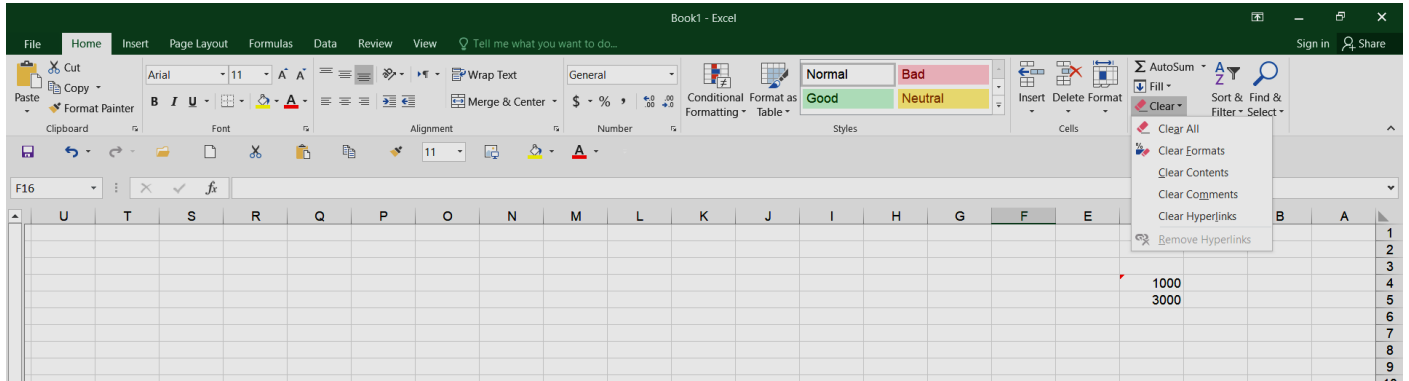 Book1 - Excel
File Home Insert Page Layout Formulas Data Review View Tell me what you want to do... Sign in Share
Paste
Cut
Copy
Format Painter
Clipboard
Arial 11 A A
B I U A
Font
Wrap Text
Merge & Center
Alignment
General
$ % , .0 .00 .00 .0
Number
Conditional Formatting
Format as Table
Normal Bad
Good Neutral
Styles
Insert Delete Format
Cells
AutoSum
Fill
Clear
Sort & Filter
Find & Select
Clear All
Clear Formats
Clear Contents
Clear Comments
Clear Hyperlinks
Remove Hyperlinks
11 A
F16 fx
U T S R Q P O N M L K J I H G F E B A
1
2
3
1000 4
3000 5
6
7
8
9